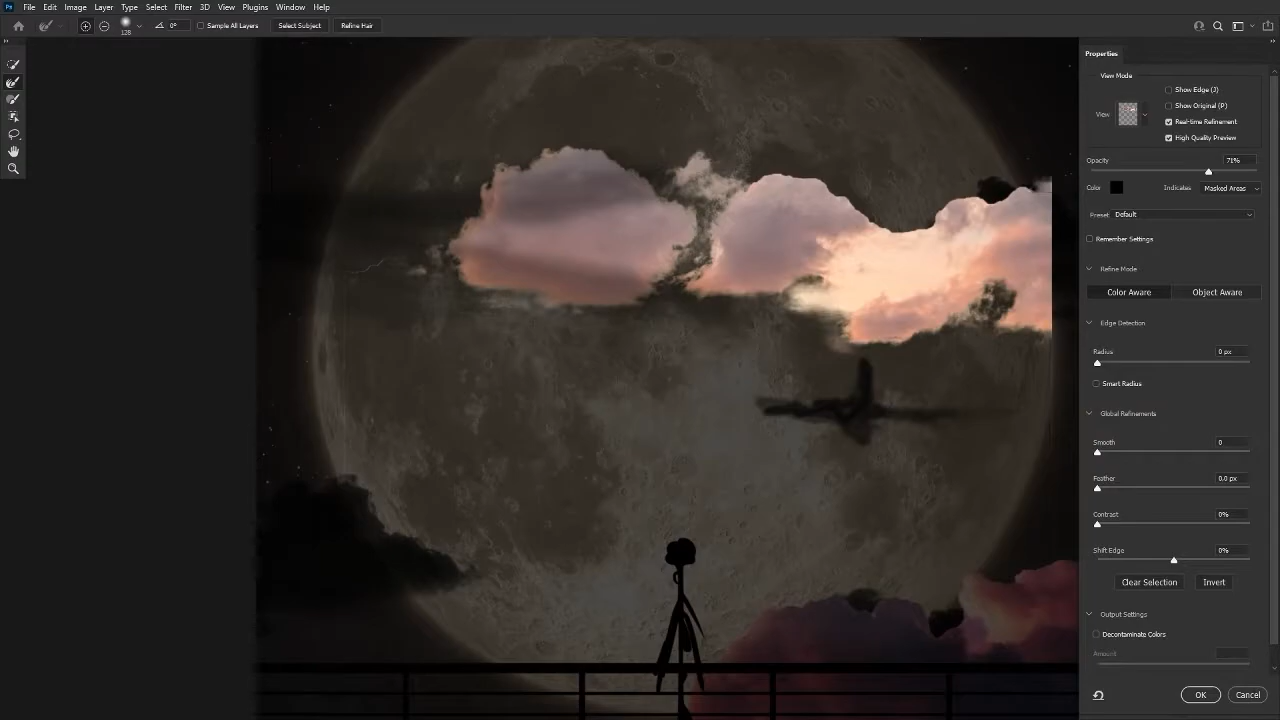 Ps File Edit Image Layer Type Select Filter 3D View Plugins Window Help
128 0° Sample All Layers Select Subject Refine Hair
Properties
View Mode
Show Edge (J)
Show Original (P)
View
Real-time Refinement
High Quality Preview
Opacity 71%
Color Indicates Masked Areas
Preset Default
Remember Settings
Refine Mode
Color Aware Object Aware
Edge Detection
Radius 0 px
Smart Radius
Global Refinements
Smooth 0
Feather 0.0 px
Contrast 0%
Shift Edge 0%
Clear Selection Invert
Output Settings
Decontaminate Colors
Amount
OK Cancel